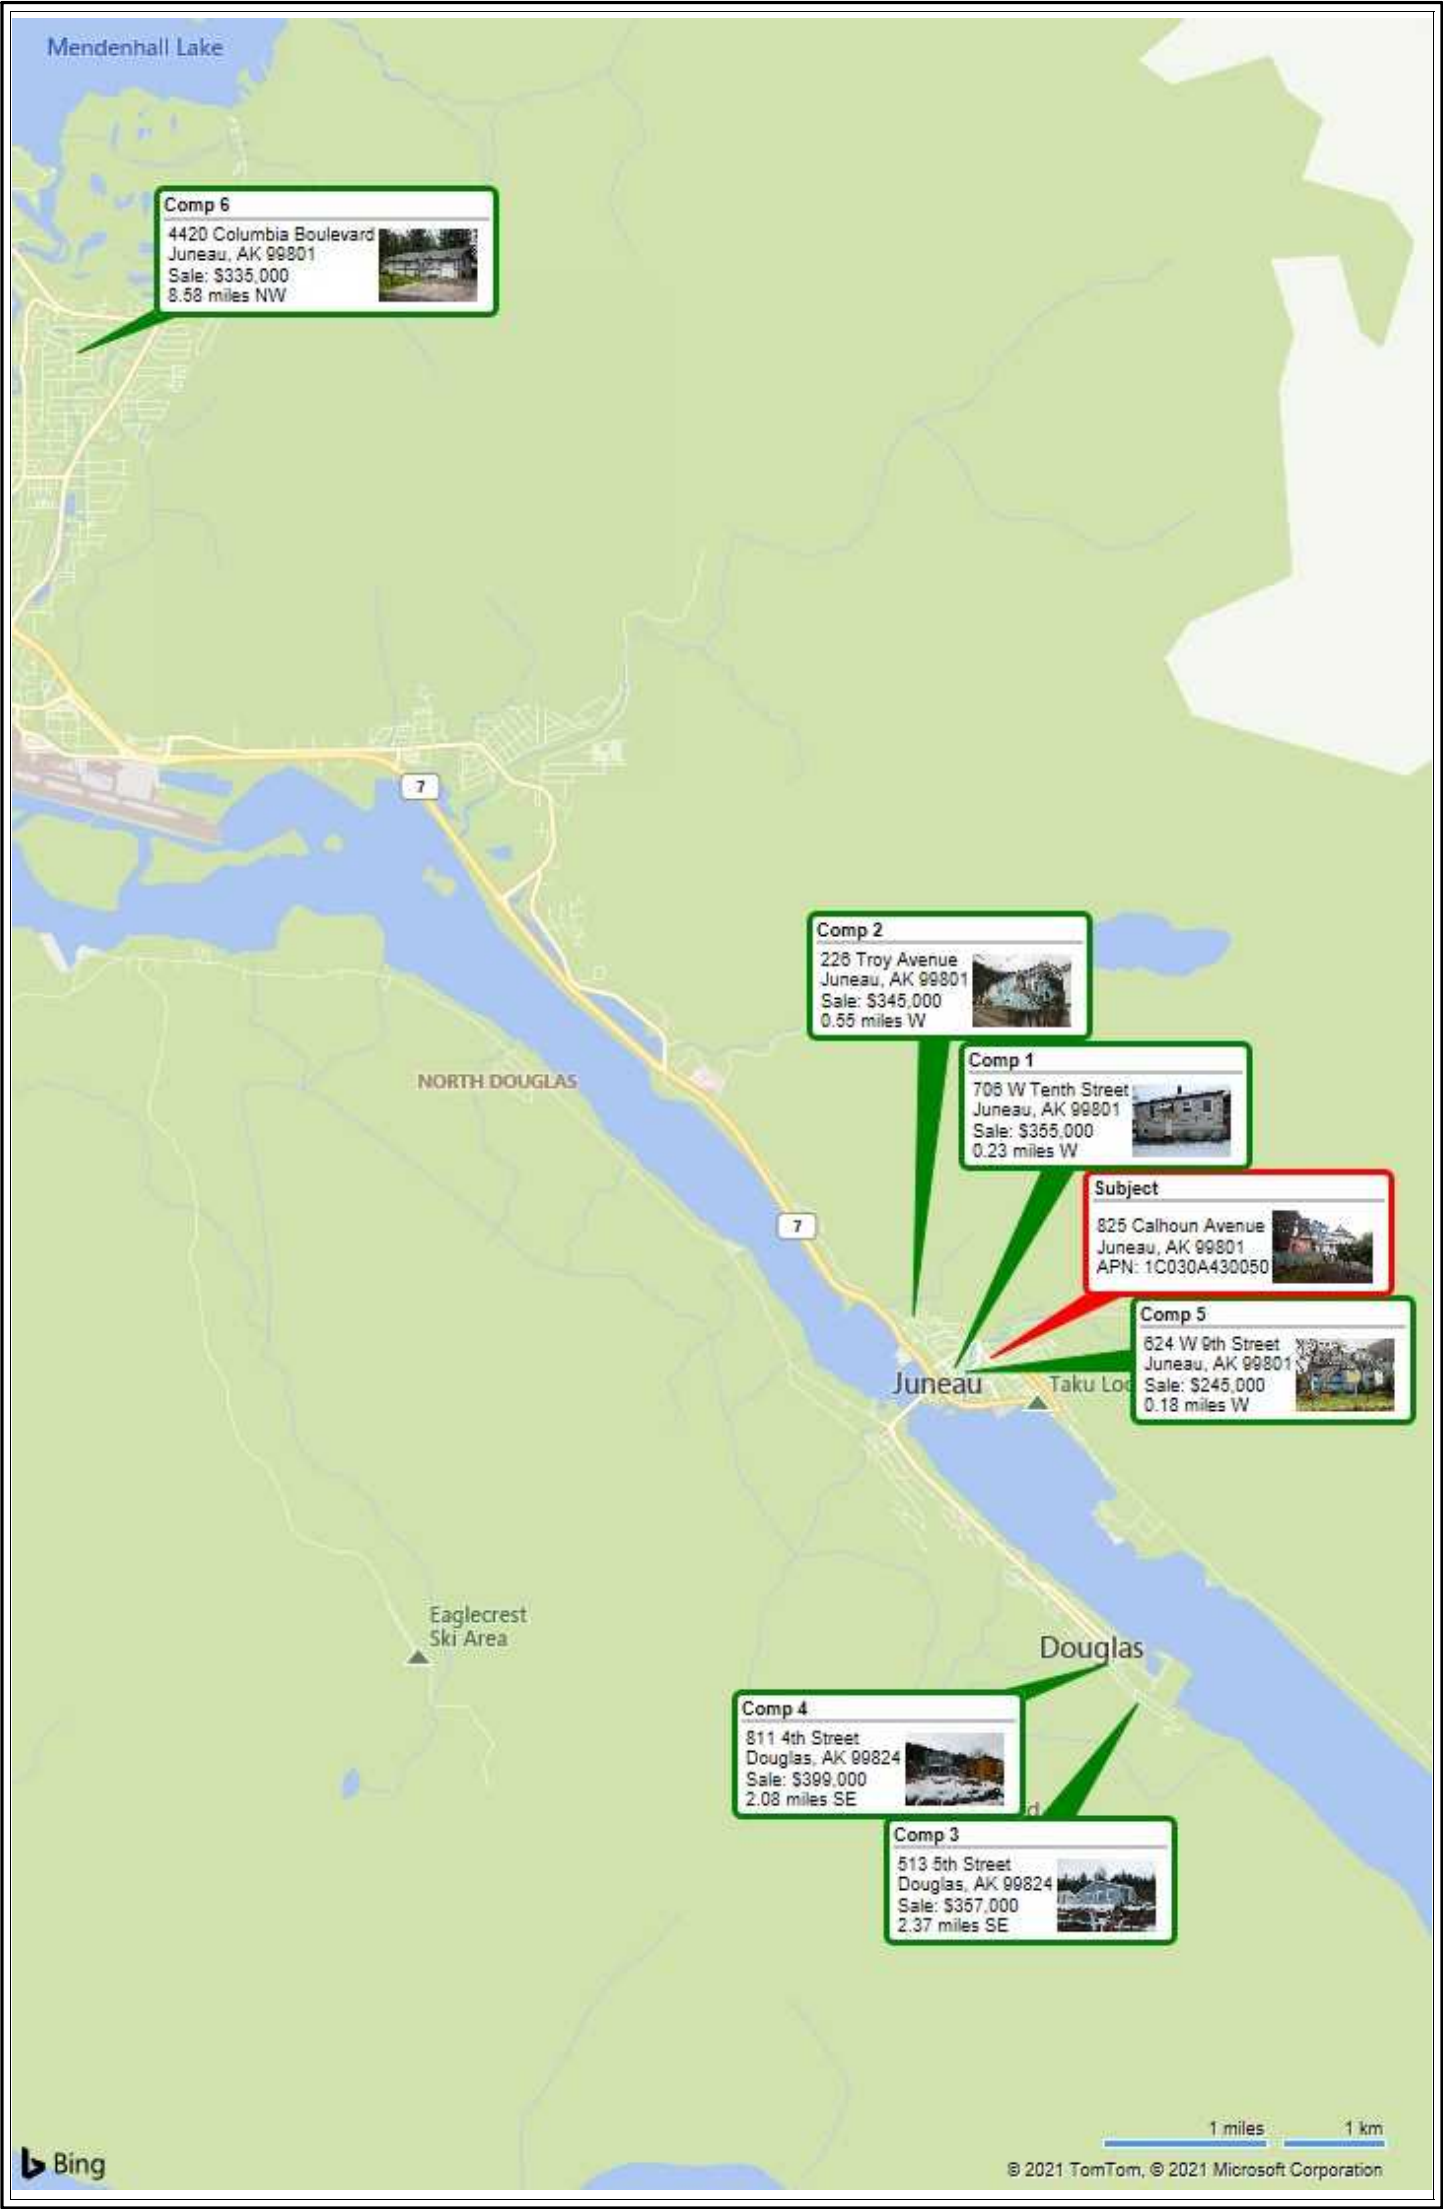 Mendenhall Lake
Comp 6
4420 Columbia Boulevard
Juneau, AK 99801
Sale: $335,000
8.58 miles NW
7
Comp 2
226 Troy Avenue
Juneau, AK 99801
Sale: $345,000
0.55 miles W
NORTH DOUGLAS
Comp 1
706 W Tenth Street
Juneau, AK 99801
Sale: $355,000
0.23 miles W
Subject
825 Calhoun Avenue
Juneau, AK 99801
APN: 1C030A430050
7
Comp 5
624 W 9th Street
Juneau, AK 99801
Sale: $245,000
0.18 miles W
Juneau
Taku Loc
Eaglecrest
Ski Area
Douglas
Comp 4
811 4th Street
Douglas, AK 99824
Sale: $399,000
2.08 miles SE
d
Comp 3
513 5th Street
Douglas, AK 99824
Sale: $357,000
2.37 miles SE
1 miles
1 km
Bing
© 2021 TomTom, © 2021 Microsoft Corporation